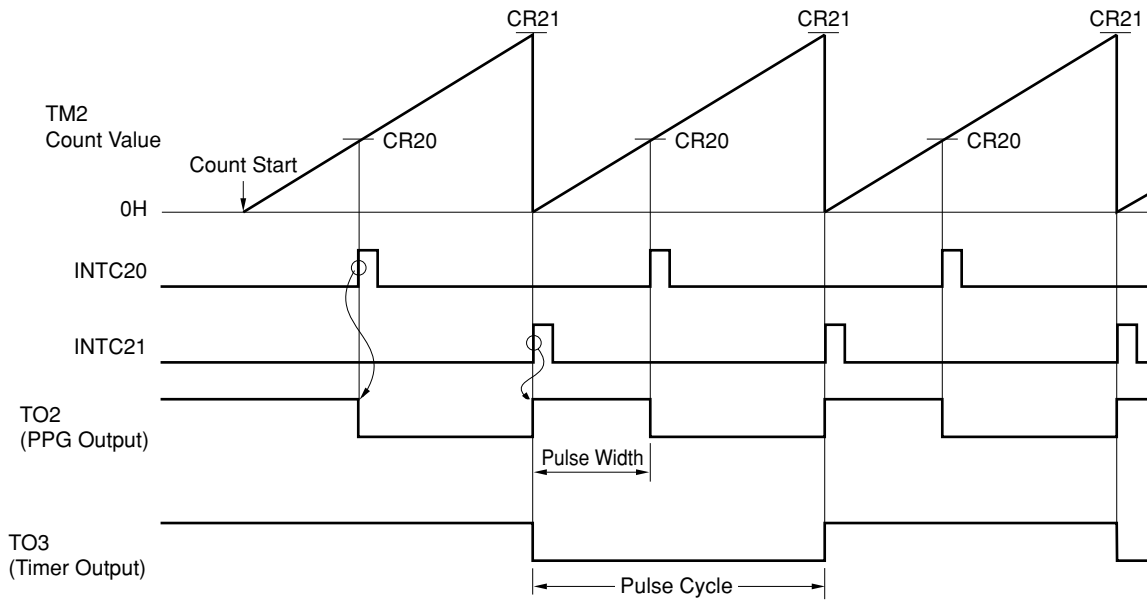 CR21
CR21
CR21
TM2
Count Value
CR20
CR20
CR20
Count Start
0H
INTC20
INTC21
TO2
(PPG Output)
Pulse Width
TO3
(Timer Output)
Pulse Cycle